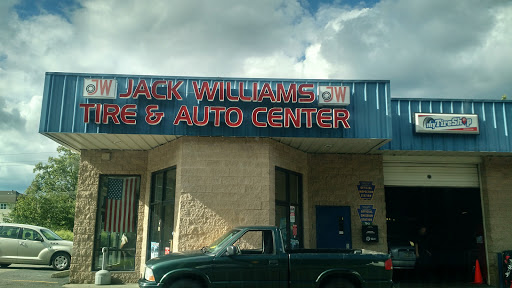 JW JACK WILLIAMS JW
TIRE & AUTO CENTER
myTireShop